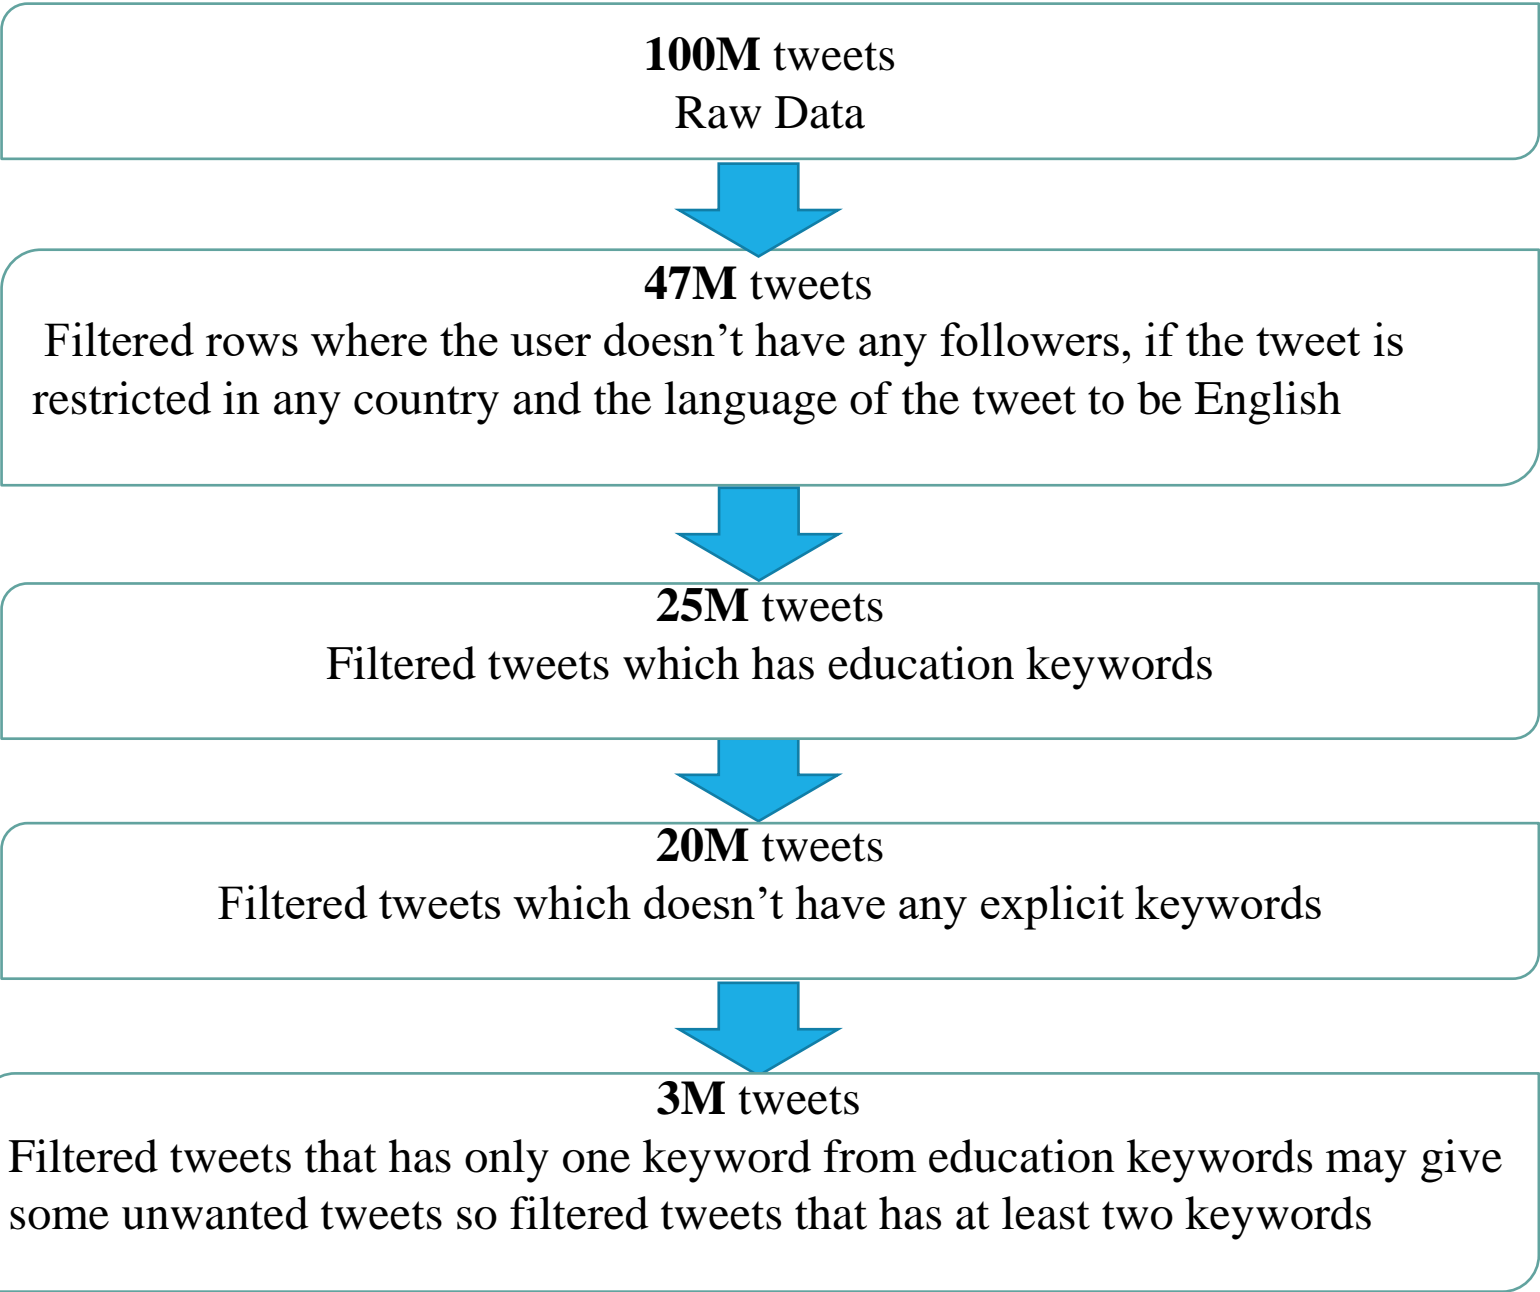 100M tweets
Raw Data
47M tweets
Filtered rows where the user doesn’t have any followers, if the tweet is
restricted in any country and the language of the tweet to be English
25M tweets
Filtered tweets which has education keywords
20M tweets
Filtered tweets which doesn’t have any explicit keywords
3M tweets
Filtered tweets that has only one keyword from education keywords may give
some unwanted tweets so filtered tweets that has at least two keywords